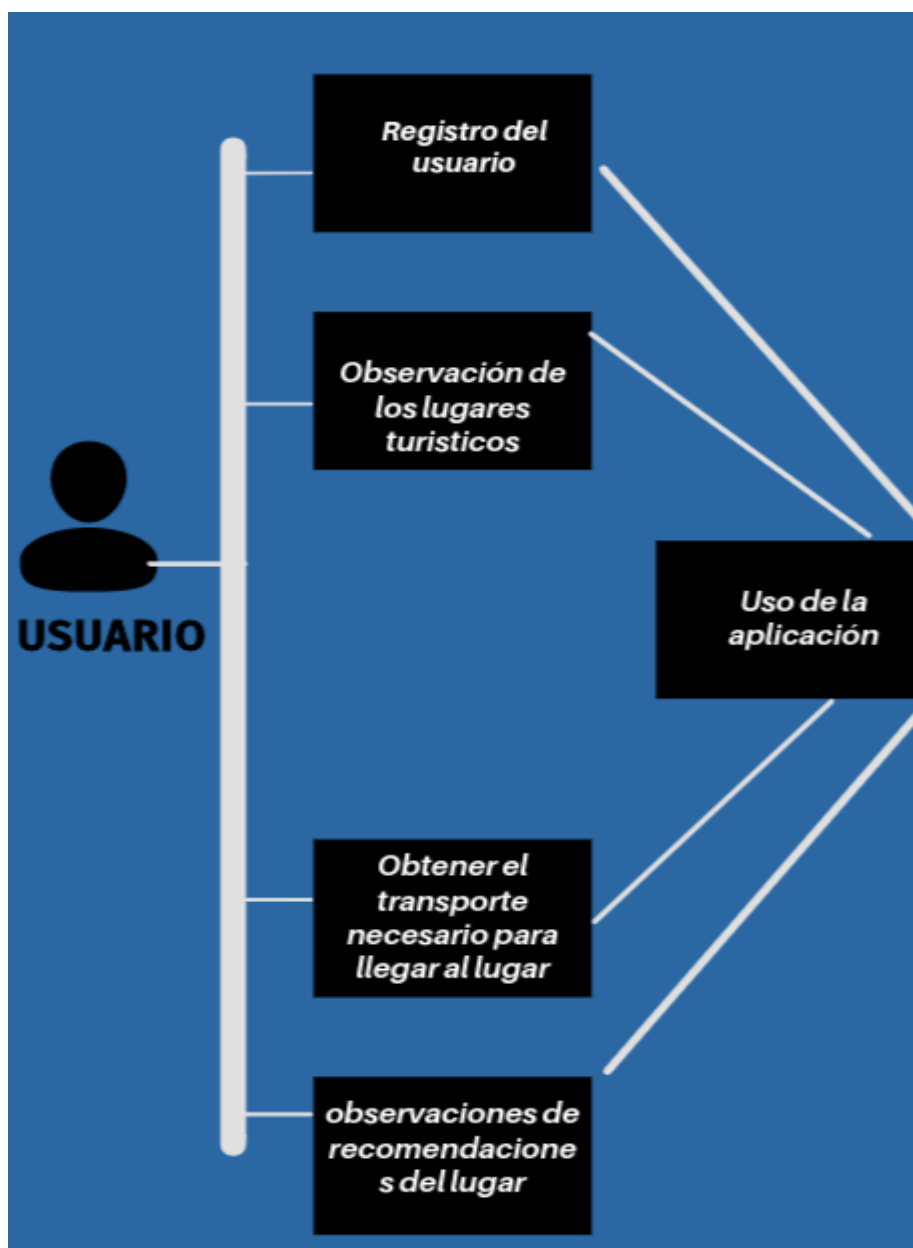 Registro del
usuario
Observación de
los lugares
turisticos
USUARIO
Uso de la
aplicación
Obtener el
transporte
necesario para
llegar al lugar
observaciones de
recomendacione
s del lugar